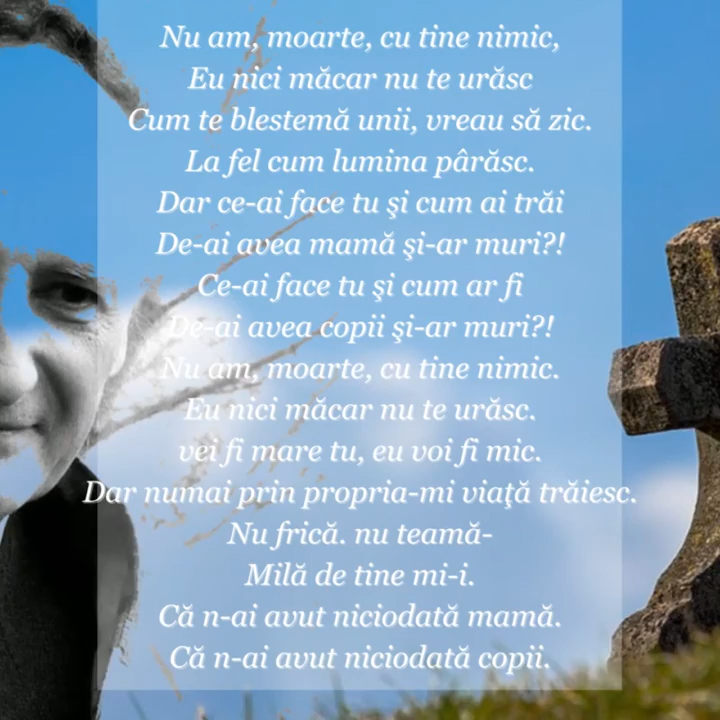 Nu am, moarte, cu tine nimic,
Eu nici măcar nu te urăsc
Cum te blestemă unii, vreau să zic.
La fel cum lumina pârăsc.
Dar ce-ai face tu şi cum ai trăi
De-ai avea mamă şi-ar muri?!
Ce-ai face tu şi cum ar fi
De-ai avea copii şi-ar muri?!
Nu am, moarte, cu tine nimic.
Eu nici măcar nu te urăsc.
vei fi mare tu, eu voi fi mic.
Dar numai prin propria-mi viaţă trăiesc.
Nu frică. nu teamă-
Milă de tine mi-i.
Că n-ai avut niciodată mamă.
Că n-ai avut niciodată copii.